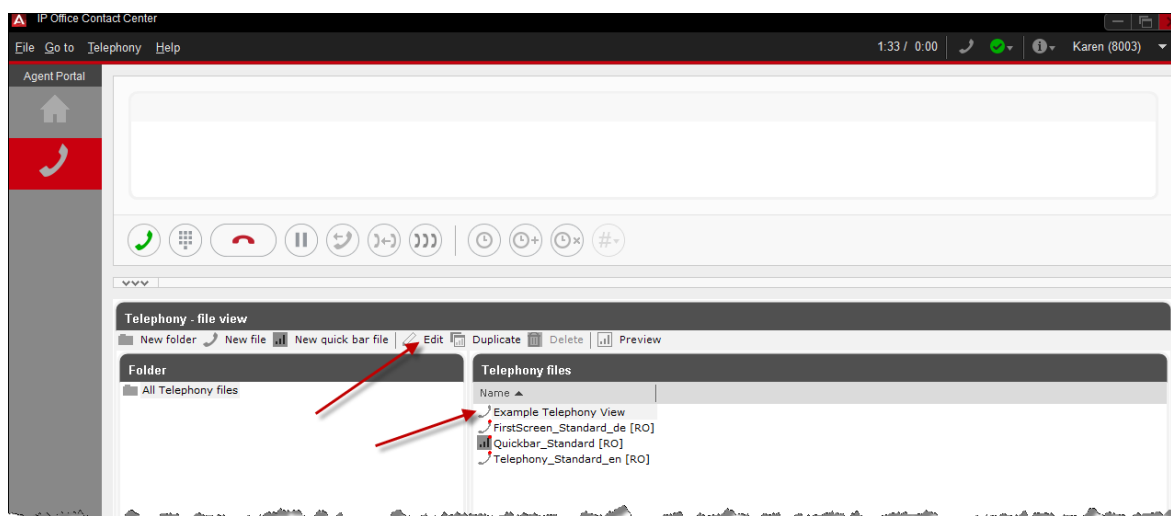 IP Office Contact Center
File Go to Telephony Help
1:33 / 0:00
Karen (8003)
Agent Portal
Telephony - file view
New folder New file New quick bar file Edit Duplicate Delete Preview
Folder
All Telephony files
Telephony files
Name
Example Telephony View
FirstScreen_Standard_de [RO]
Quickbar_Standard [RO]
Telephony_Standard_en [RO]